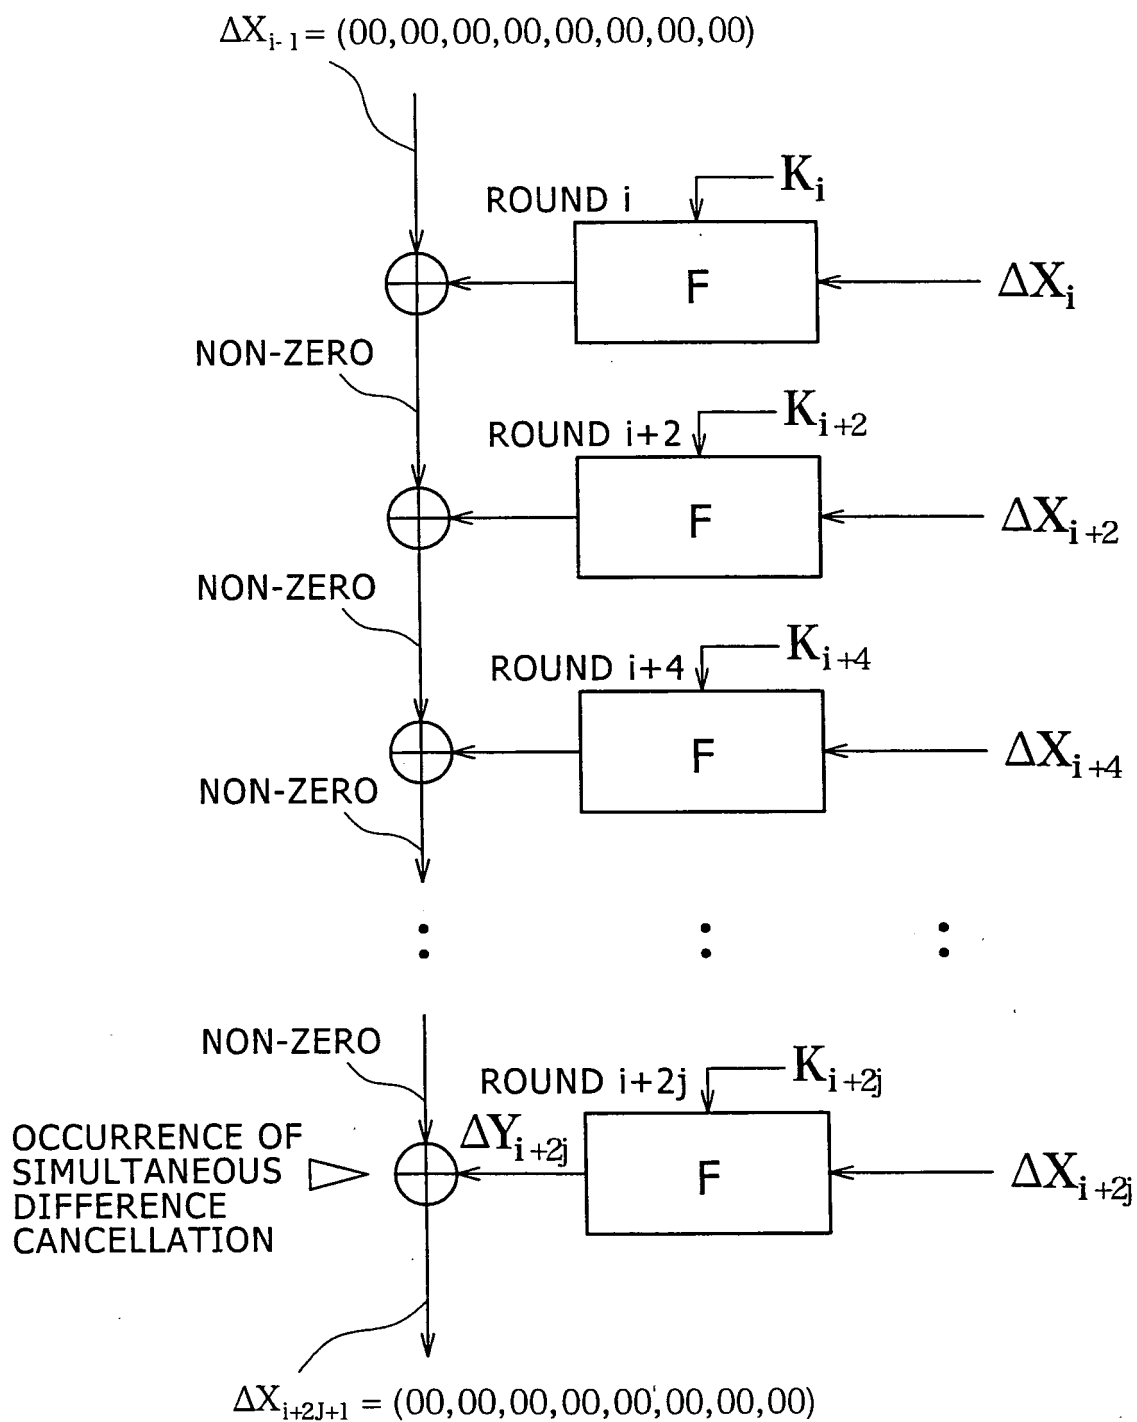 ΔX_{i-1} = (00,00,00,00,00,00,00,00)
K_i
ROUND i
F
ΔX_i
NON-ZERO
K_{i+2}
ROUND i+2
F
ΔX_{i+2}
NON-ZERO
K_{i+4}
ROUND i+4
F
ΔX_{i+4}
NON-ZERO
NON-ZERO
K_{i+2j}
ROUND i+2j
OCCURRENCE OF
SIMULTANEOUS
DIFFERENCE
CANCELLATION
ΔY_{i+2j}
F
ΔX_{i+2j}
ΔX_{i+2J+1} = (00,00,00,00,00,00,00,00)